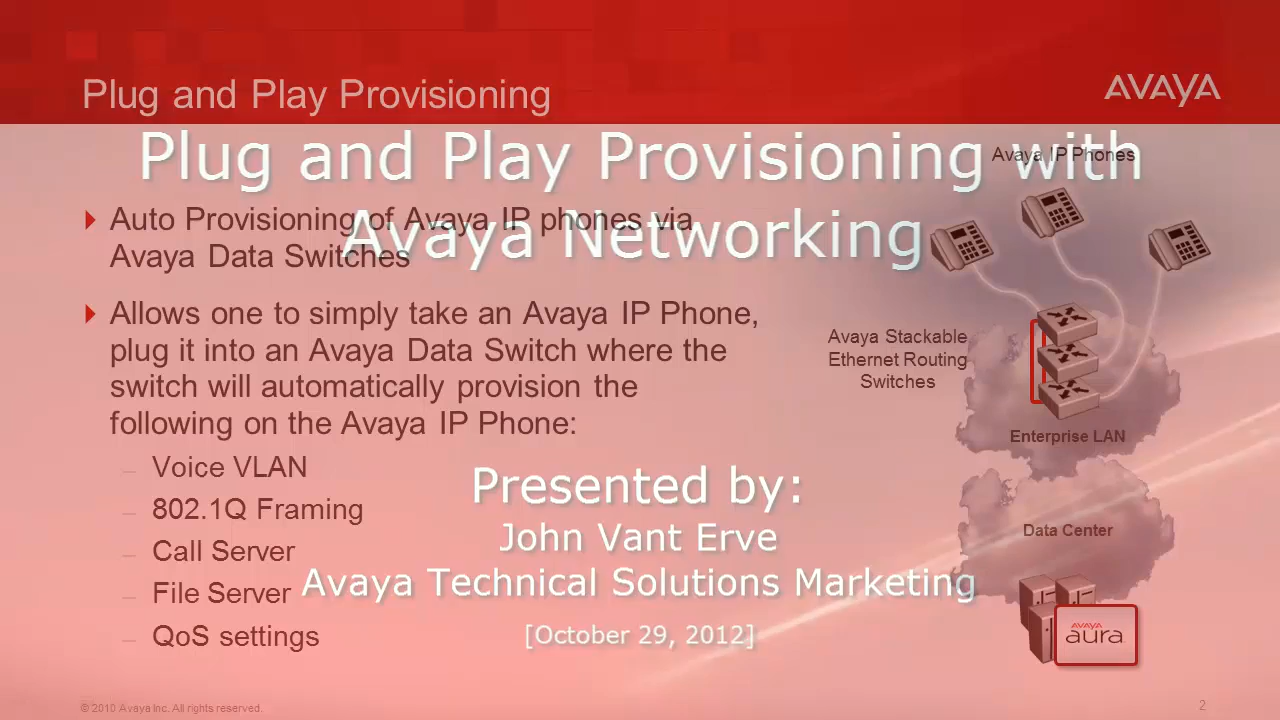 Plug and Play Provisioning
AVAYA
Plug and Play Provisioning with
Avaya Networking
Avaya IP Phones
Auto Provisioning of Avaya IP phones via
Avaya Data Switches
Allows one to simply take an Avaya IP Phone,
plug it into an Avaya Data Switch where the
switch will automatically provision the
following on the Avaya IP Phone:
– Voice VLAN
– 802.1Q Framing
– Call Server
– File Server
– QoS settings
Avaya Stackable
Ethernet Routing
Switches
Enterprise LAN
Data Center
AVAYA
aura
Presented by:
John Vant Erve
Avaya Technical Solutions Marketing
[October 29, 2012]
© 2010 Avaya Inc. All rights reserved.
2